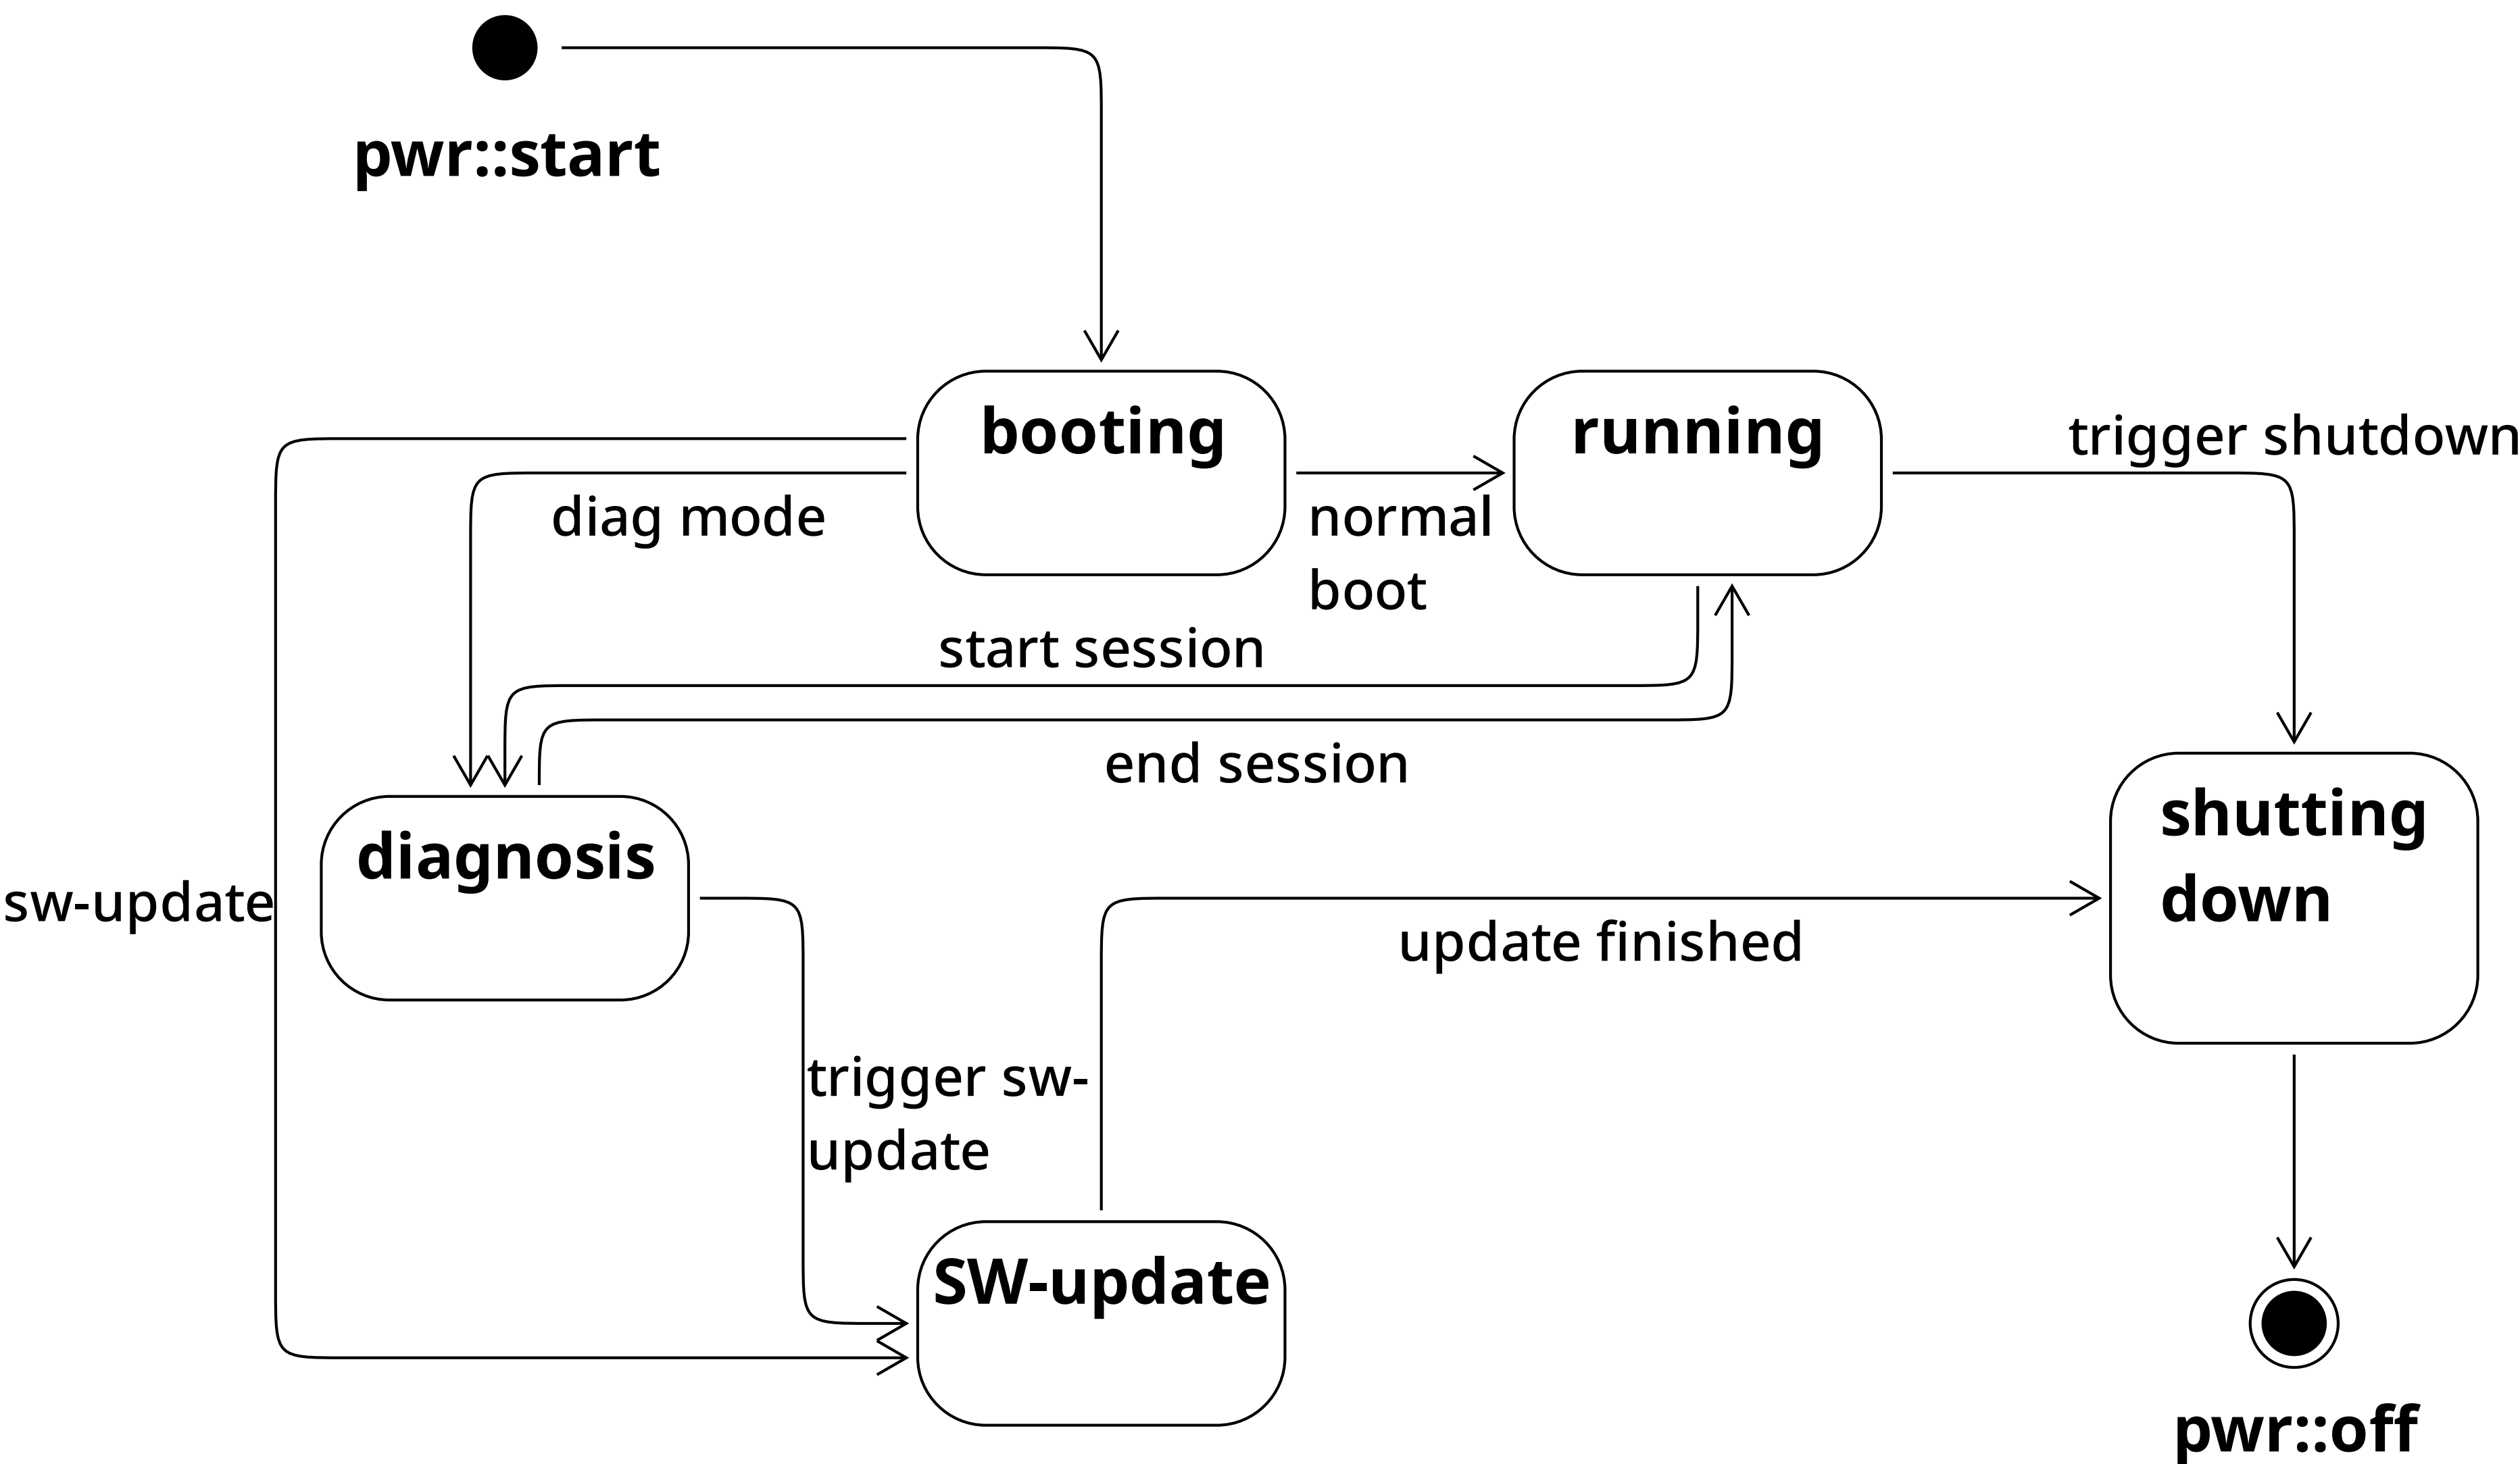 pwr::start
booting
running
trigger shutdown
diag mode
normal
boot
start session
end session
shutting
down
diagnosis
sw-update
update finished
trigger sw-
update
SW-update
pwr::off